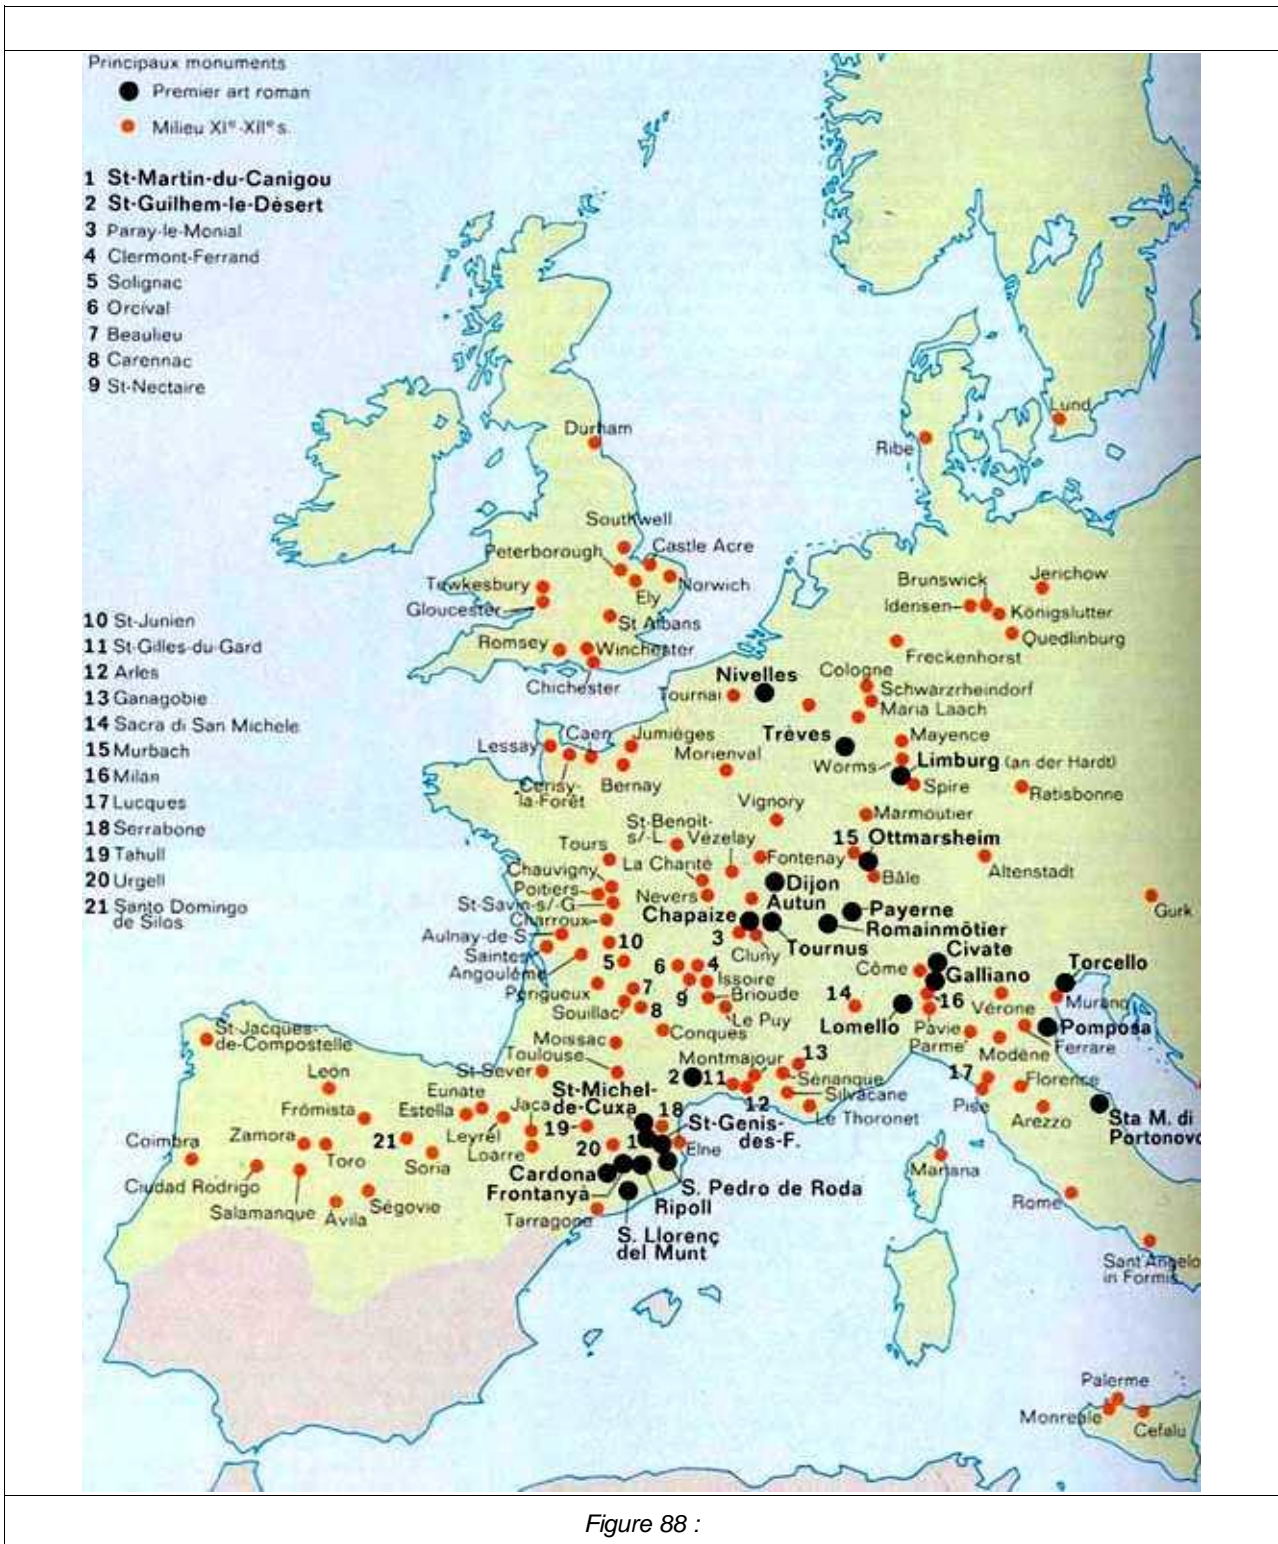 Principaux monuments
Premier art roman
Milieu XIe-XIIe s.
1 St-Martin-du-Canigou
2 St-Guilhem-le-Dèsert
3 Paray-le-Monial
4 Clermont-Ferrand
5 Solignac
6 Orcival
7 Beaulieu
8 Carennac
9 St-Nectaire
10 St-Junien
11 St-Gilles-du-Gard
12 Arles
13 Ganagobie
14 Sacra di San Michele
15 Murbach
16 Milan
17 Lucques
18 Serrabone
19 Tahull
20 Urgell
21 Santo Domingo
de Silos
Lund
Durham
Ribe
Southwell
Peterborough
Castle Acre
Tewkesbury
Norwich
Ely
Gloucester
St Albans
Romsey
Winchester
Chichester
Brunswick
Jerichow
Idensen
Königslutter
Quedlinburg
Freckenhorst
Nivelles
Cologne
Tournai
Schwarzrheindorf
Maria Laach
Trèves
Mayence
Lessay
Caen
Jumièges
Morienval
Worms
Limburg (an der Hardt)
Cerisy-
la-Forêt
Bernay
Spire
Ratisbonne
Vignory
Marmoutier
St-Benoit-
s/-L
Vèzelay
15 Ottmarsheim
Tours
La Charité
Fontenay
Altenstadt
Chauvigny
Bâle
Poitiers
Nevers
Dijon
St-Savin-s/-G
Autun
Gurk
Charroux
Chapaize
Payerne
Romainmôtier
Aulnay-de-S
10
3
Cluny
Tournus
Civate
Saintes
Torcello
Angoulême
5
6
4
Issoire
Côme
Galliano
Périgueux
7
9
Brioude
14
16
Vérone
Murano
Souillac
8
Le Puy
Lomello
Pavie
Pomposa
St-Jacques-
de-Compostelle
Moissac
Conques
Parme
Ferrare
Toulouse
Montmajour
13
Modène
León
St-Sever
2
11
Sénanque
17
Florence
Eunate
St-Michel-
de-Cuxa
Silvacane
Frómista
Estella
Jaca
18
12
Le Thoronet
Pise
Coimbra
Zamora
21
Leyrel
19
St-Genis-
des-F.
Arezzo
Sta M. di
Portonovo
Toro
Soria
Loarre
20
1
Elne
Mariana
Ciudad Rodrigo
Cardona
Frontanyà
S. Pedro de Roda
Rome
Salamanque
Avila
Ségovie
Ripoll
Tarragone
S. Llorenç
del Munt
Sant'Angelo
in Formis
Palerme
Monreale
Cefalu
Figure 88 :